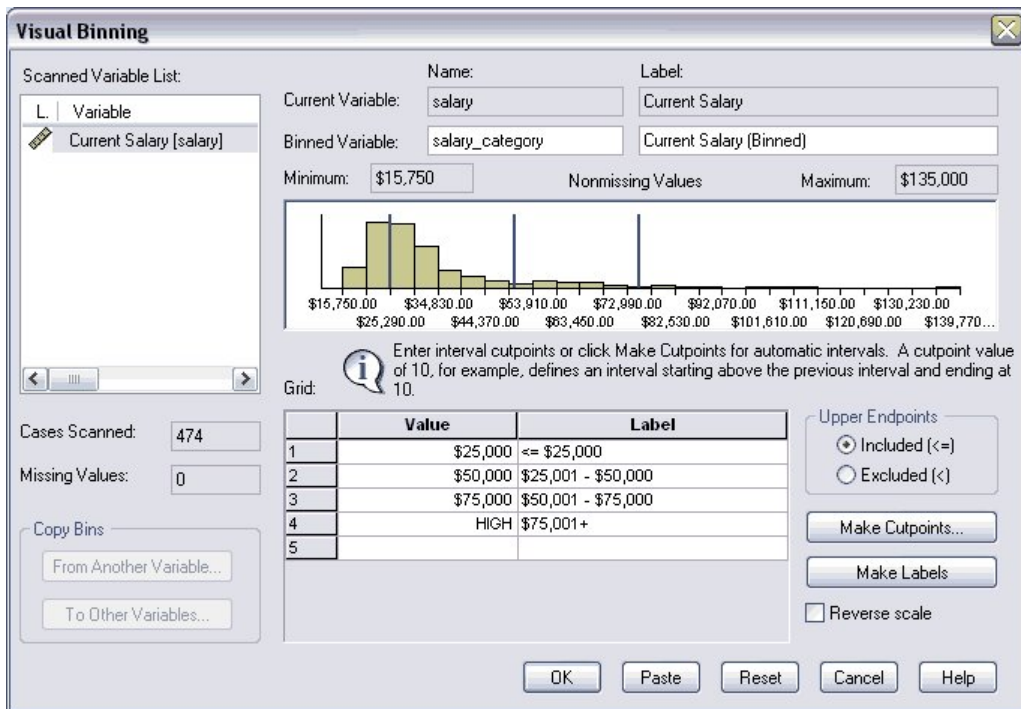 Visual Binning
Scanned Variable List:
L. Variable
Current Salary [salary]
Name: Label:
Current Variable: salary Current Salary
Binned Variable: salary_category Current Salary (Binned)
Minimum: $15,750 Nonmissing Values Maximum: $135,000
$15,750.00 $34,830.00 $53,910.00 $72,990.00 $92,070.00 $111,150.00 $130,230.00
$25,290.00 $44,370.00 $63,450.00 $82,530.00 $101,610.00 $120,690.00 $139,770...
Enter interval cutpoints or click Make Cutpoints for automatic intervals. A cutpoint value
of 10, for example, defines an interval starting above the previous interval and ending at
10.
Grid:
Value Label
1 $25,000 <= $25,000
2 $50,000 $25,001 - $50,000
3 $75,000 $50,001 - $75,000
4 HIGH $75,001+
5
Cases Scanned: 474
Missing Values: 0
Copy Bins
From Another Variable...
To Other Variables...
Upper Endpoints
Included (<=)
Excluded (<)
Make Cutpoints...
Make Labels
Reverse scale
OK Paste Reset Cancel Help